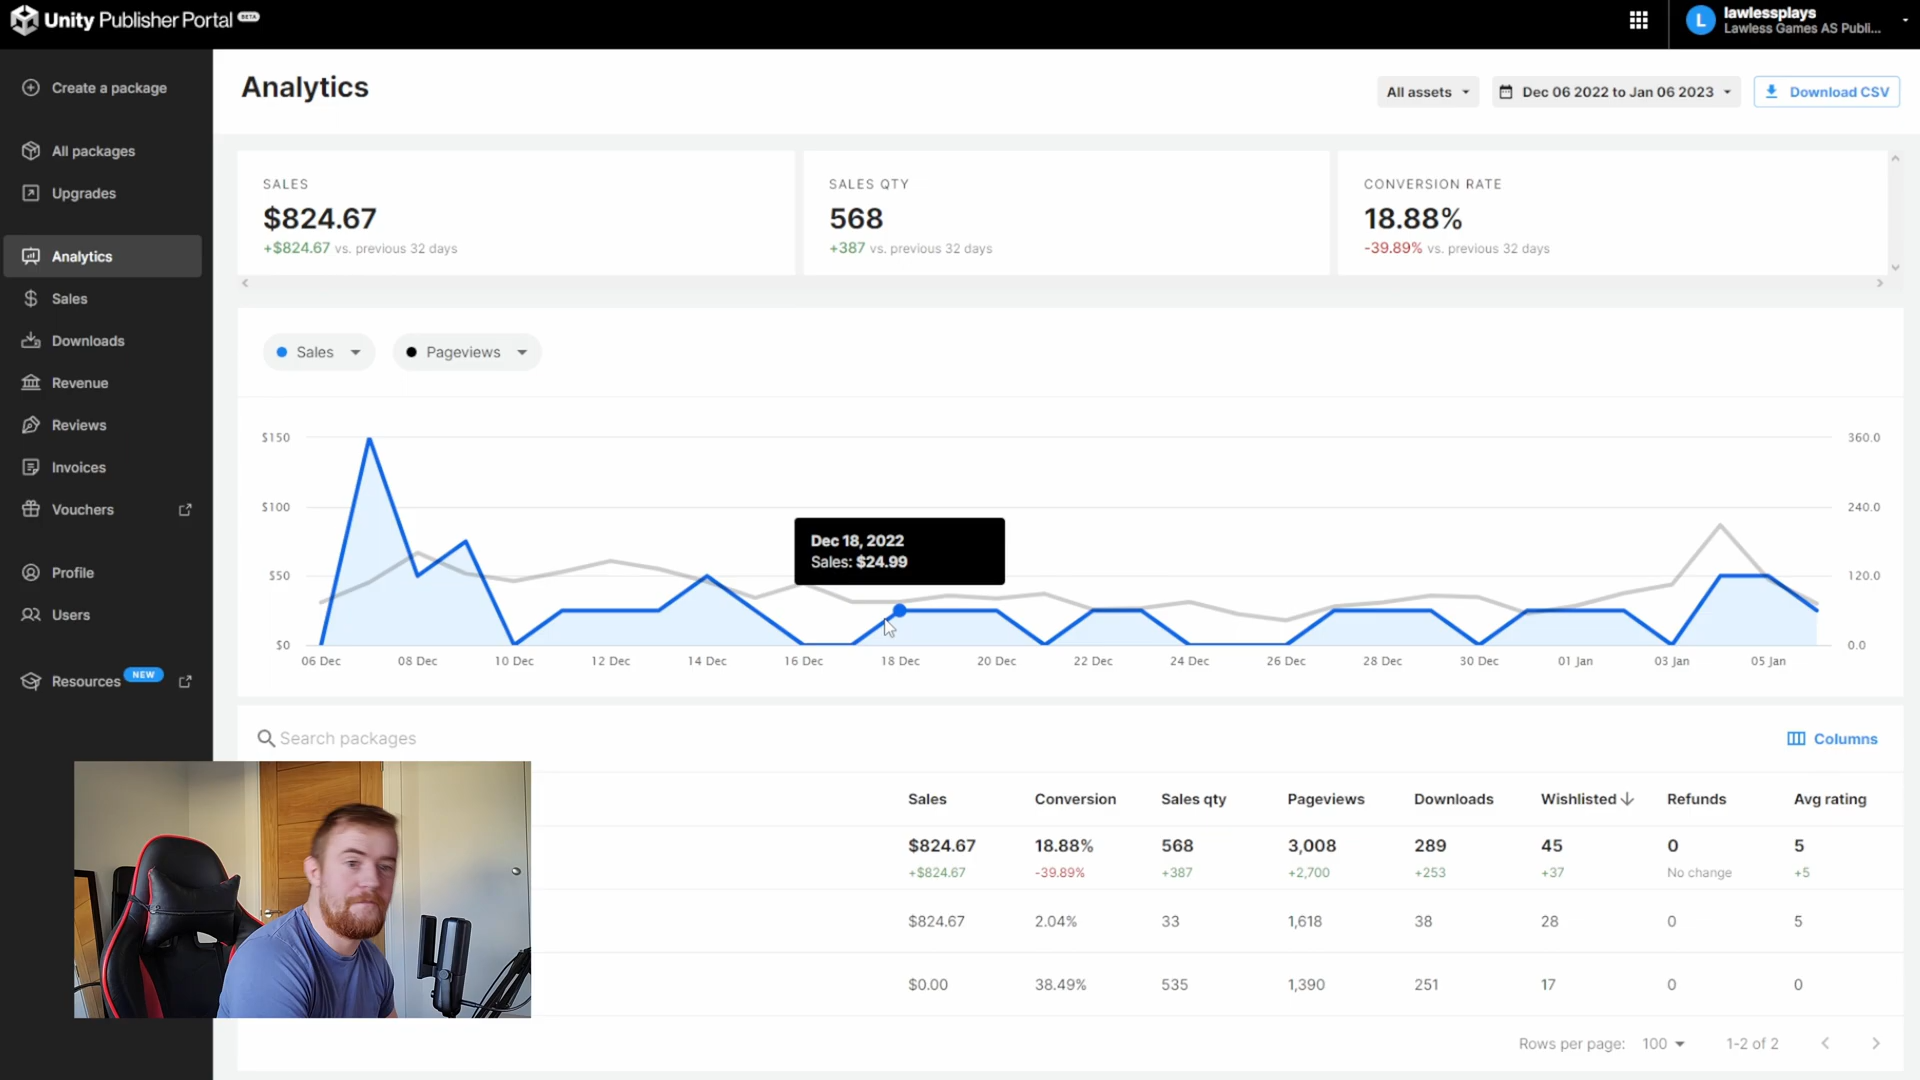 Unity Publisher Portal BETA
lawlessplays
L
Lawless Games AS Publi...
Create a package
All packages
Upgrades
Analytics
Sales
Downloads
Revenue
Reviews
Invoices
Vouchers
Profile
Users
Resources NEW
Analytics
All assets
Dec 06 2022 to Jan 06 2023
Download CSV
SALES
$824.67
+$824.67 vs. previous 32 days
SALES QTY
568
+387 vs. previous 32 days
CONVERSION RATE
18.88%
-39.89% vs. previous 32 days
Sales
Pageviews
$150
$100
$50
$0
360.0
240.0
120.0
0.0
Dec 18, 2022
Sales: $24.99
06 Dec 08 Dec 10 Dec 12 Dec 14 Dec 16 Dec 18 Dec 20 Dec 22 Dec 24 Dec 26 Dec 28 Dec 30 Dec 01 Jan 03 Jan 05 Jan
Search packages
Columns
Sales Conversion Sales qty Pageviews Downloads Wishlisted Refunds Avg rating
$824.67 18.88% 568 3,008 289 45 0 5
+$824.67 -39.89% +387 +2,700 +253 +37 No change +5
$824.67 2.04% 33 1,618 38 28 0 5
$0.00 38.49% 535 1,390 251 17 0 0
Rows per page: 100 1-2 of 2